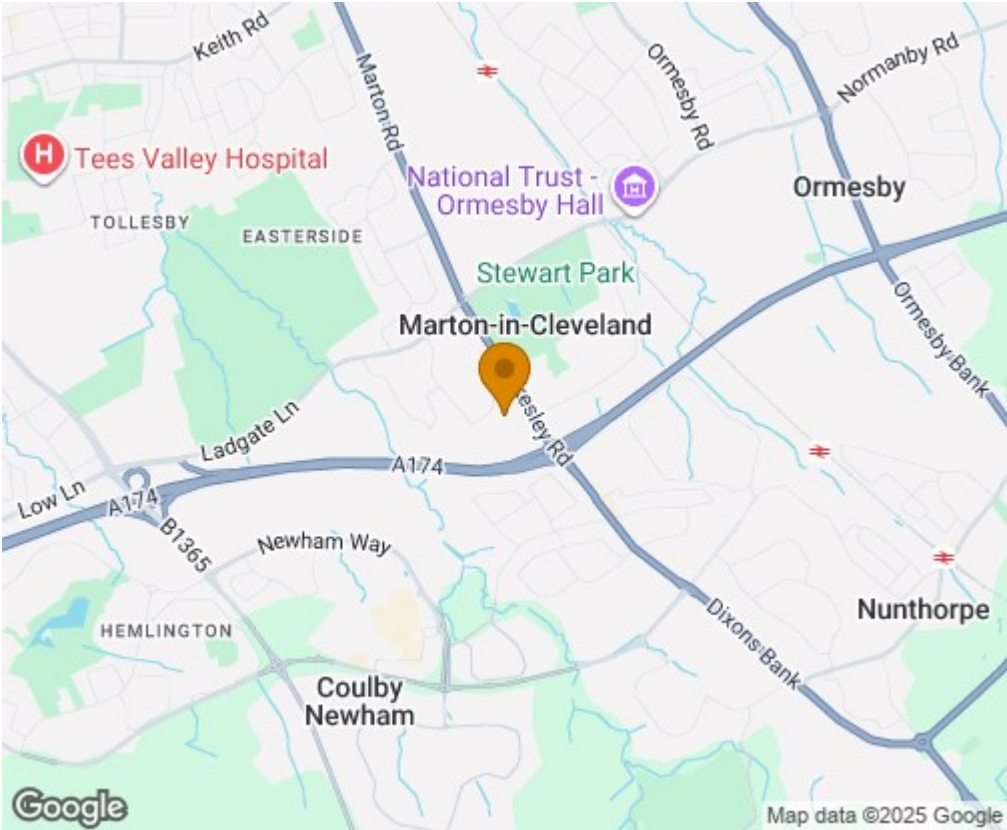 Keith Rd
Marton Rd
Ormesby Rd
Normanby Rd
H
Tees Valley Hospital
National Trust -
Ormesby Hall
Ormesby
TOLLESBY
EASTERSIDE
Stewart Park
Marton-in-Cleveland
Ormesby Bank
Ladgate Ln
esley Rd
A174
Low Ln
A174
B1365
Newham Way
Nunthorpe
HEMLINGTON
Dixons Bank
Coulby
Newham
Google
Map data ©2025 Google